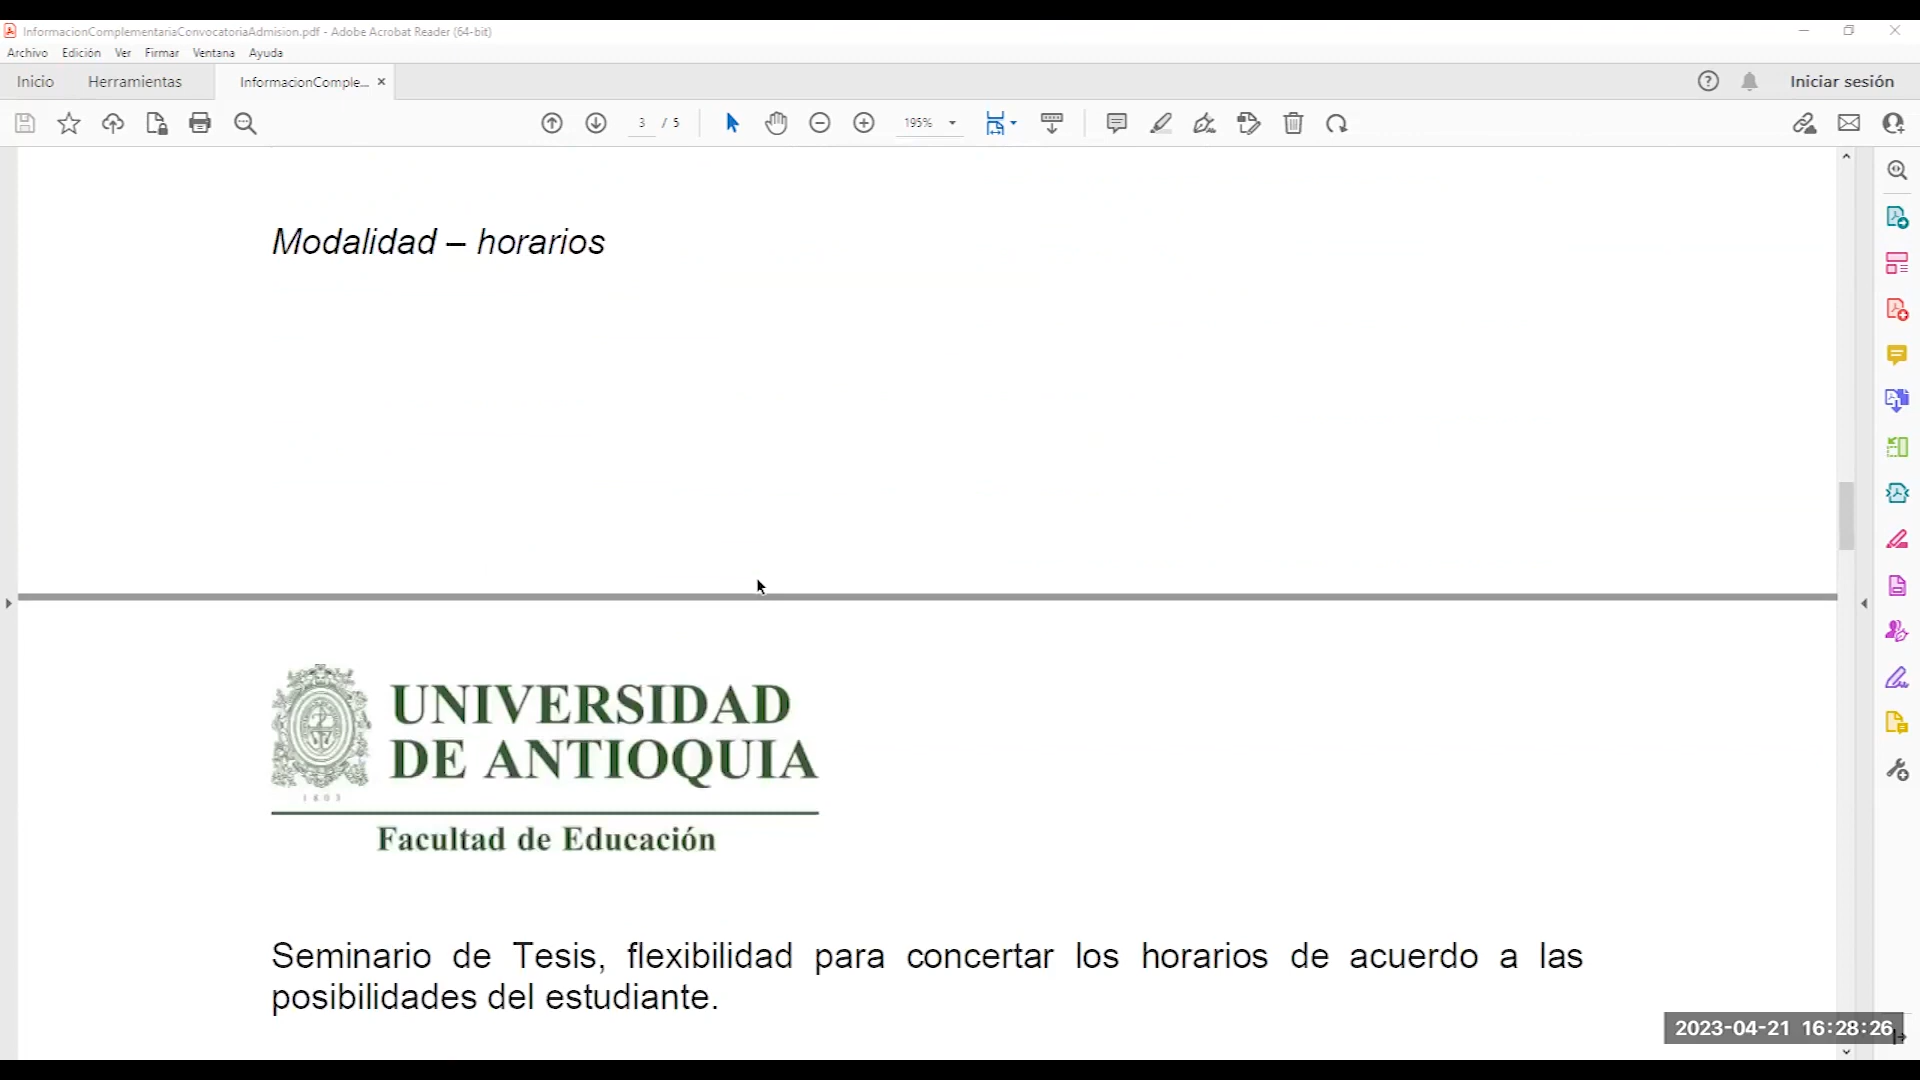 InformacionComplementariaConvocatoriaAdmision.pdf - Adobe Acrobat Reader (64-bit)
Archivo Edición Ver Firmar Ventana Ayuda
Inicio Herramientas InformacionComple... × Iniciar sesión
3 / 5 195%
Modalidad – horarios
UNIVERSIDAD
DE ANTIOQUIA
1803
Facultad de Educación
Seminario de Tesis, flexibilidad para concertar los horarios de acuerdo a las
posibilidades del estudiante.
2023-04-21 16:28:26